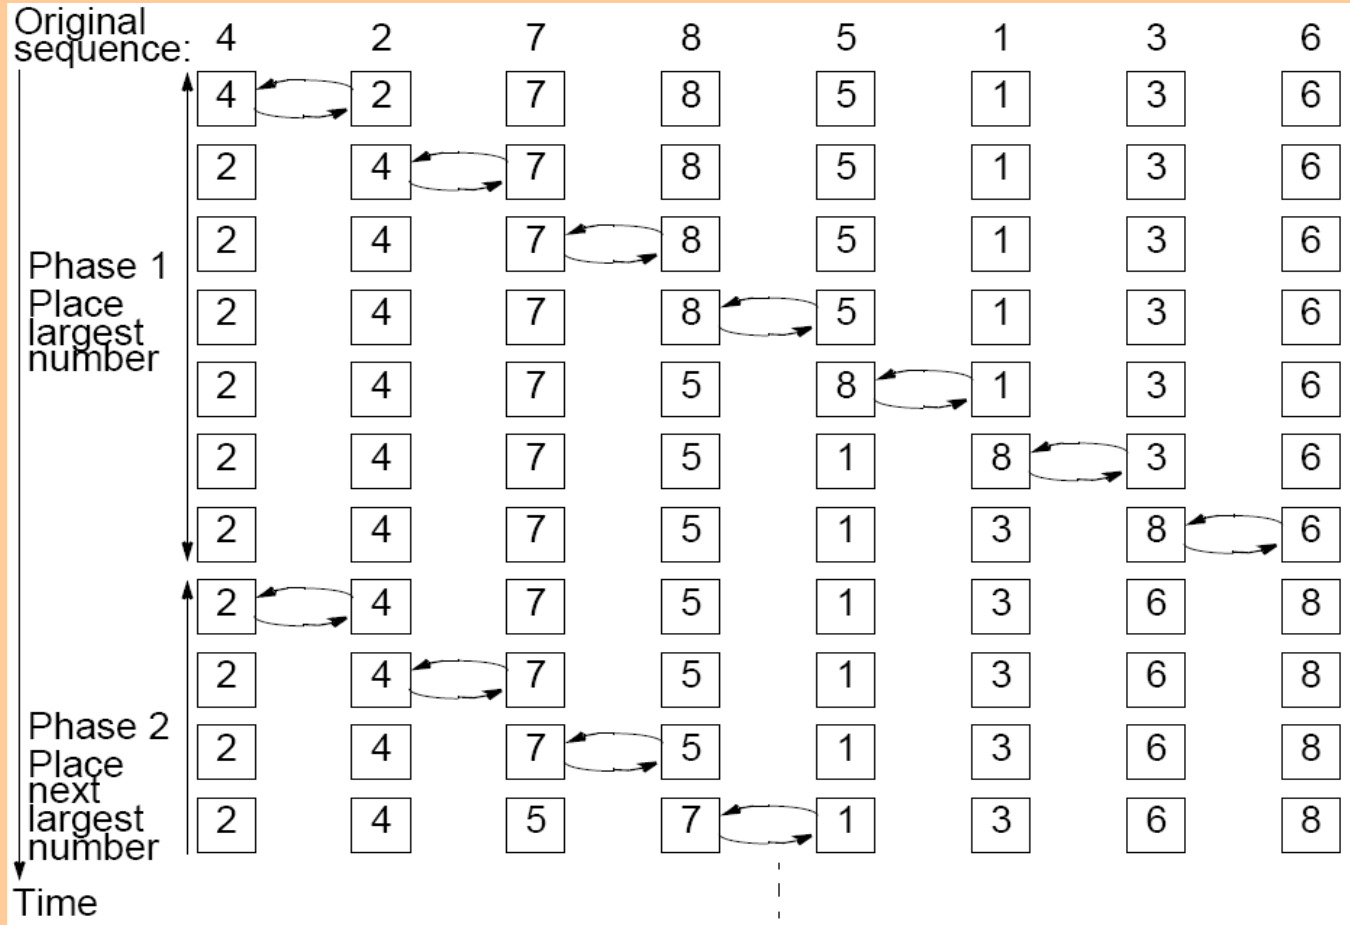 Original
sequence: 4 2 7 8 5 1 3 6
4 2 7 8 5 1 3 6
2 4 7 8 5 1 3 6
Phase 1
2 4 7 8 5 1 3 6
Place
largest
number
2 4 7 8 5 1 3 6
2 4 7 5 8 1 3 6
2 4 7 5 1 8 3 6
2 4 7 5 1 3 8 6
2 4 7 5 1 3 6 8
2 4 7 5 1 3 6 8
Phase 2
Place
next
largest
number
2 4 7 5 1 3 6 8
2 4 5 7 1 3 6 8
Time